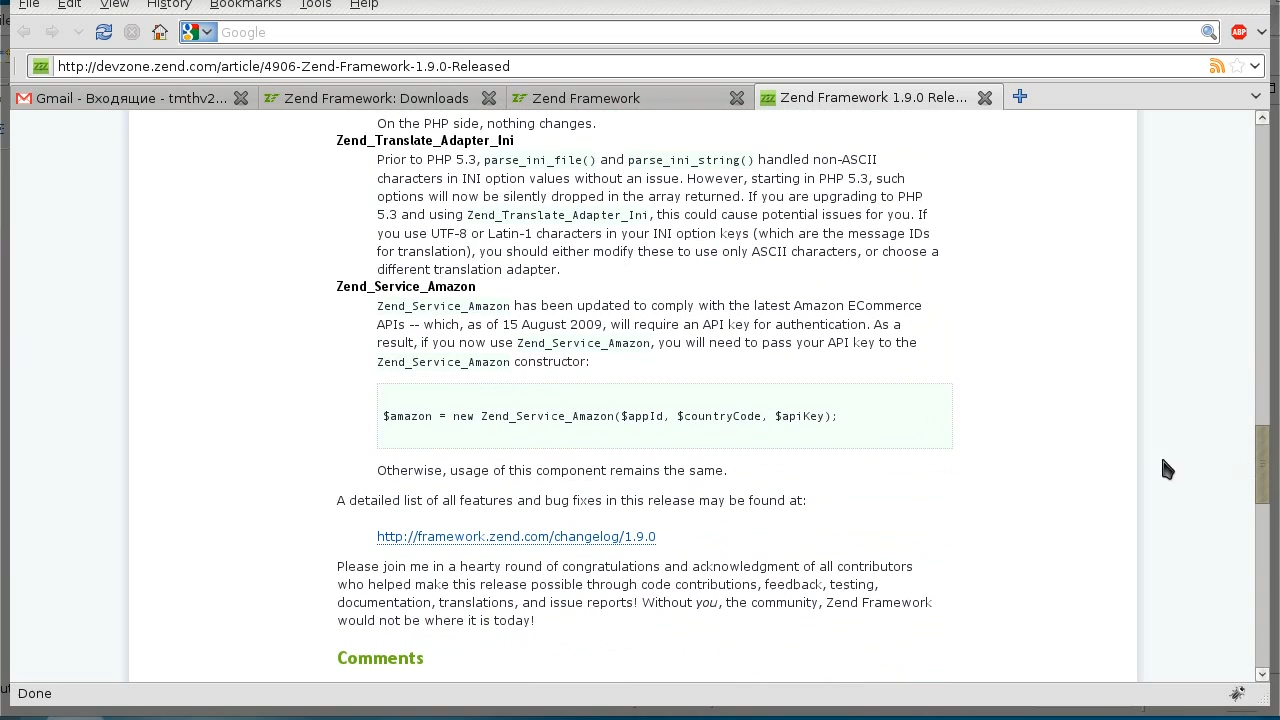 File Edit View History Bookmarks Tools Help
Google
ABP
http://devzone.zend.com/article/4906-Zend-Framework-1.9.0-Released
Gmail - Входящие - tmthv2... Zend Framework: Downloads Zend Framework Zend Framework 1.9.0 Rele...
On the PHP side, nothing changes.
Zend_Translate_Adapter_Ini
Prior to PHP 5.3, parse_ini_file() and parse_ini_string() handled non-ASCII
characters in INI option values without an issue. However, starting in PHP 5.3, such
options will now be silently dropped in the array returned. If you are upgrading to PHP
5.3 and using Zend_Translate_Adapter_Ini, this could cause potential issues for you. If
you use UTF-8 or Latin-1 characters in your INI option keys (which are the message IDs
for translation), you should either modify these to use only ASCII characters, or choose a
different translation adapter.
Zend_Service_Amazon
Zend_Service_Amazon has been updated to comply with the latest Amazon ECommerce
APIs -- which, as of 15 August 2009, will require an API key for authentication. As a
result, if you now use Zend_Service_Amazon, you will need to pass your API key to the
Zend_Service_Amazon constructor:
$amazon = new Zend_Service_Amazon($appId, $countryCode, $apiKey);
Otherwise, usage of this component remains the same.
A detailed list of all features and bug fixes in this release may be found at:
http://framework.zend.com/changelog/1.9.0
Please join me in a hearty round of congratulations and acknowledgment of all contributors
who helped make this release possible through code contributions, feedback, testing,
documentation, translations, and issue reports! Without you, the community, Zend Framework
would not be where it is today!
Comments
Done